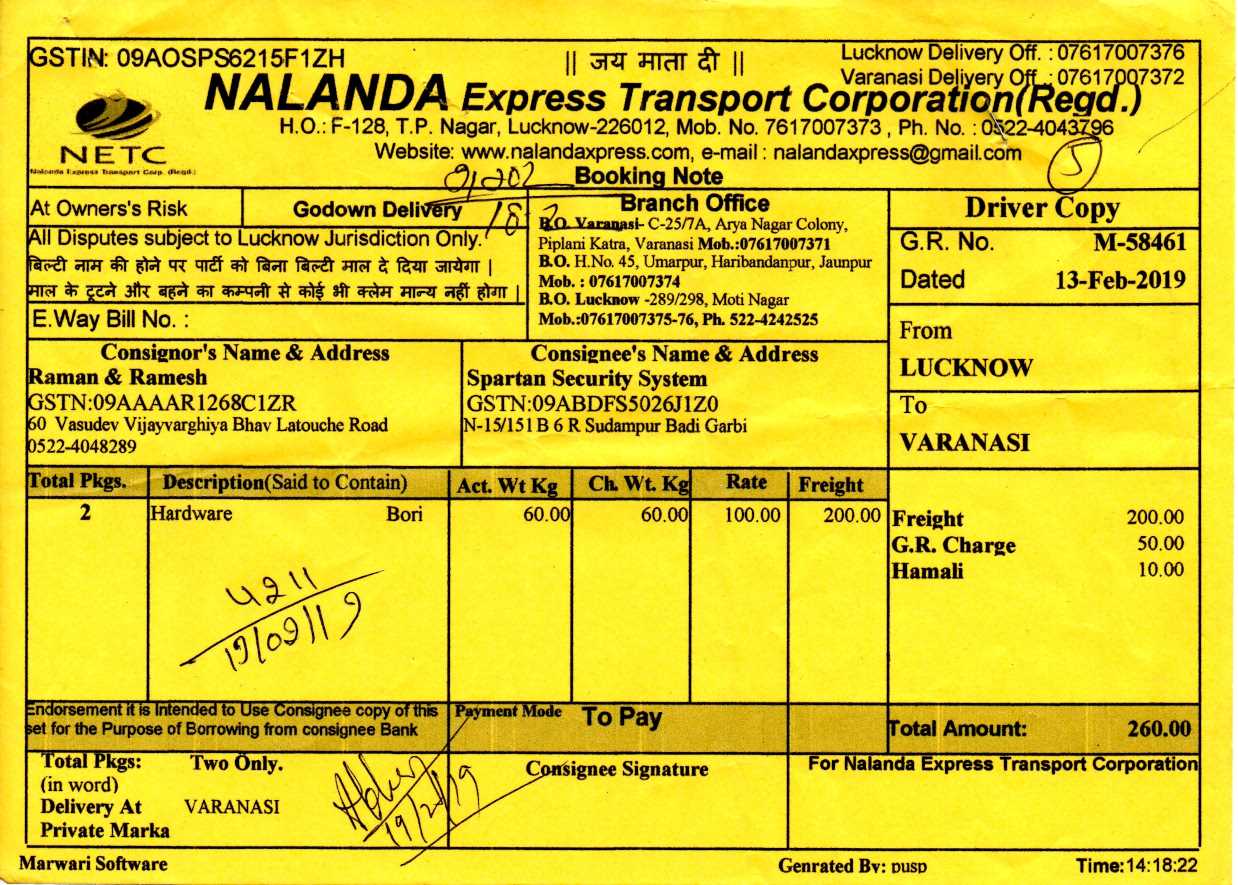 GSTIN: 09AOSPS6215F1ZH
|| जय माता दी ||
Lucknow Delivery Off. : 07617007376
Varanasi Delivery Off. : 07617007372
NALANDA Express Transport Corporation(Regd.)
H.O.: F-128, T.P. Nagar, Lucknow-226012, Mob. No. 7617007373 , Ph. No. : 0522-4043796
Website: www.nalandaxpress.com, e-mail : nalandaxpress@gmail.com
NETC
Nalanda Express Transport Corp. (Regd.)
Booking Note
5
At Owners's Risk
Godown Delivery
18-2
All Disputes subject to Lucknow Jurisdiction Only.
बिल्टी नाम की होने पर पार्टी को बिना बिल्टी माल दे दिया जायेगा |
माल के टूटने और बहने का कम्पनी से कोई भी क्लेम मान्य नहीं होगा |
E.Way Bill No. :
Branch Office
B.O. Varanasi- C-25/7A, Arya Nagar Colony,
Piplani Katra, Varanasi Mob.:07617007371
B.O. H.No. 45, Umarpur, Haribandanpur, Jaunpur
Mob. : 07617007374
B.O. Lucknow -289/298, Moti Nagar
Mob.:07617007375-76, Ph. 522-4242525
Driver Copy
G.R. No. M-58461
Dated 13-Feb-2019
From
LUCKNOW
To
VARANASI
Consignor's Name & Address
Raman & Ramesh
GSTN:09AAAAR1268C1ZR
60 Vasudev Vijayvarghiya Bhav Latouche Road
0522-4048289
Consignee's Name & Address
Spartan Security System
GSTN:09ABDFS5026J1Z0
N-15/151 B 6 R Sudampur Badi Garbi
Total Pkgs. Description(Said to Contain) Act. Wt Kg Ch. Wt. Kg Rate Freight
2 Hardware Bori 60.00 60.00 100.00 200.00
Freight 200.00
G.R. Charge 50.00
Hamali 10.00
५२११
19/02/19
Endorsement it is Intended to Use Consignee copy of this
set for the Purpose of Borrowing from consignee Bank
Payment Mode To Pay
Total Amount: 260.00
Total Pkgs: Two Only.
(in word)
Delivery At VARANASI
Private Marka
19/2/19
Consignee Signature
For Nalanda Express Transport Corporation
Marwari Software
Genrated By: pusp
Time:14:18:22